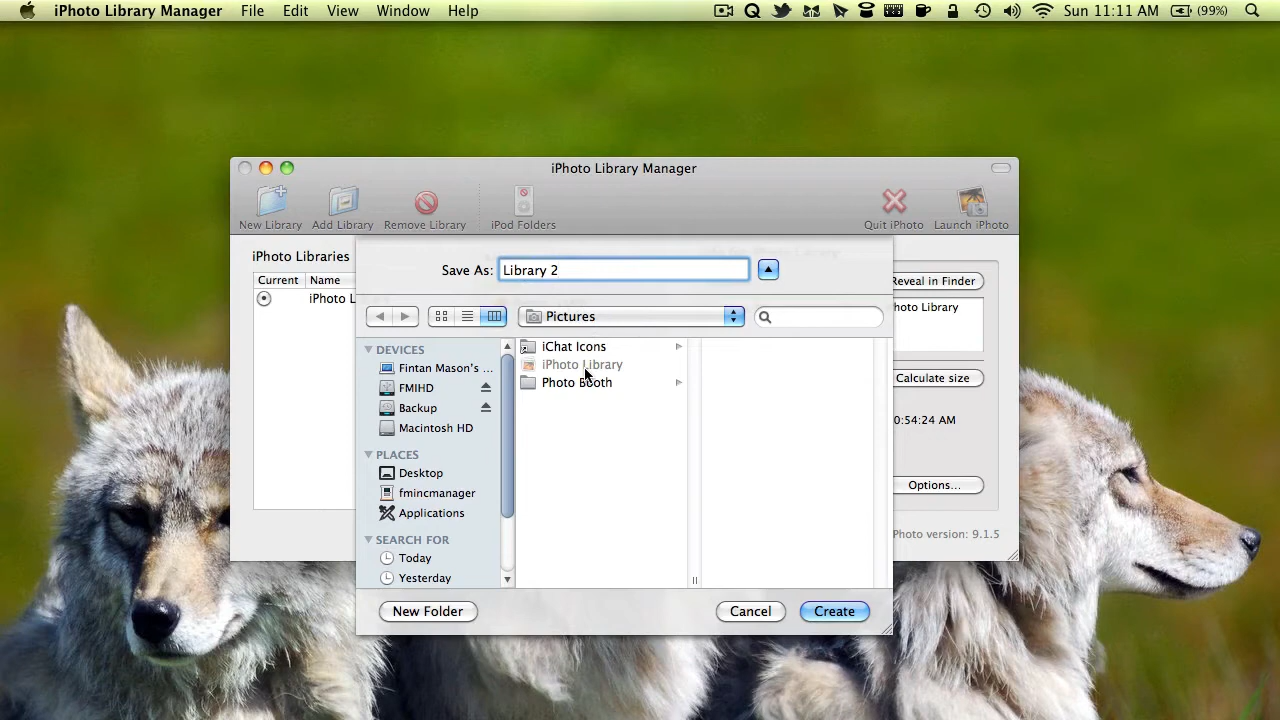 iPhoto Library Manager File Edit View Window Help Sun 11:11 AM (99%)
iPhoto Library Manager
New Library Add Library Remove Library iPod Folders Quit iPhoto Launch iPhoto
iPhoto Libraries
Current Name
iPhoto L
Save As: Library 2
Pictures
DEVICES
Fintan Mason's ...
FMIHD
Backup
Macintosh HD
PLACES
Desktop
fmincmanager
Applications
SEARCH FOR
Today
Yesterday
iChat Icons
iPhoto Library
Photo Booth
New Folder Cancel Create
Reveal in Finder
hoto Library
Calculate size
0:54:24 AM
Options...
Photo version: 9.1.5